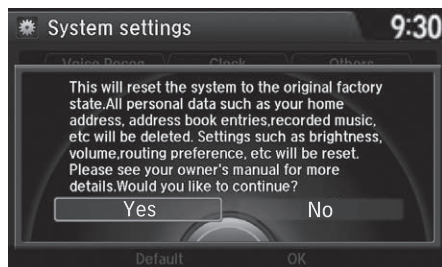 System settings
9:30
Voice Recog Clock Others
This will reset the system to the original factory
state.All personal data such as your home
address, address book entries,recorded music,
etc will be deleted. Settings such as brightness,
volume,routing preference, etc will be reset.
Please see your owner's manual for more
details.Would you like to continue?
Yes No
Default OK